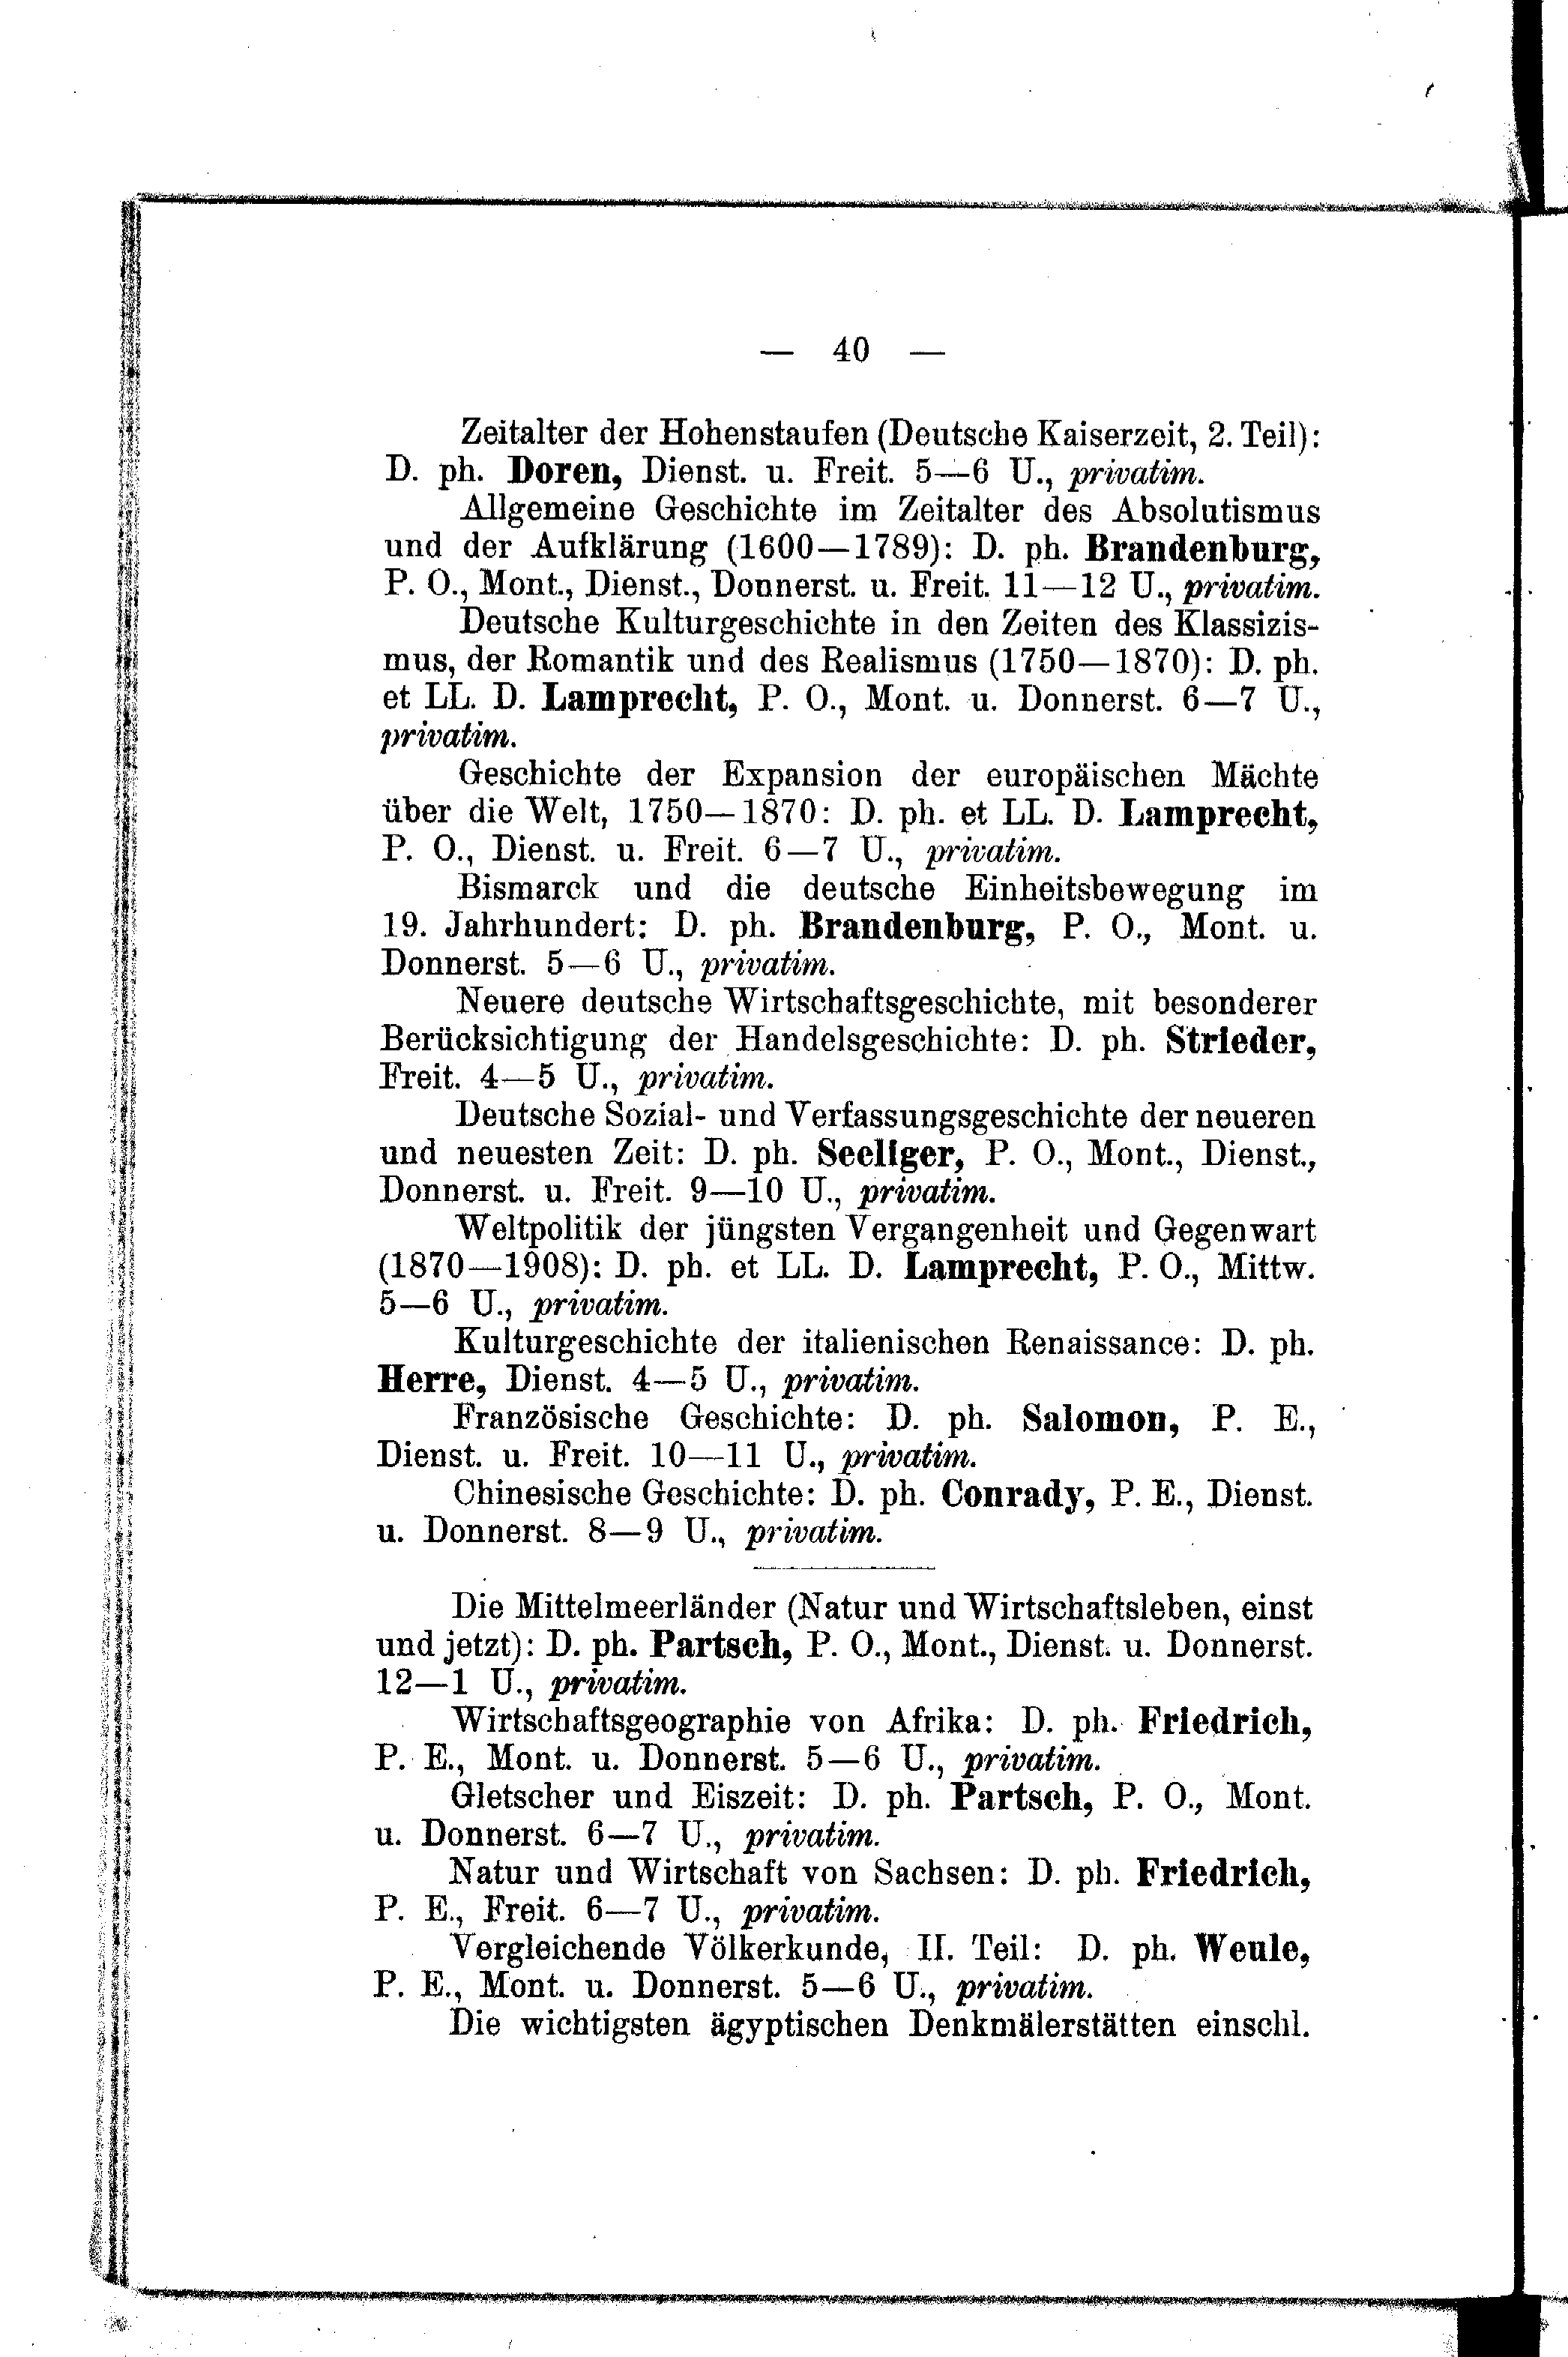 — 40 —
Zeitalter der Hohenstaufen (Deutsche Kaiserzeit, 2. Teil):
D. ph. Doren, Dienst. u. Freit. 5—6 U., privatim.
Allgemeine Geschichte im Zeitalter des Absolutismus
und der Aufklärung (1600—1789): D. ph. Brandenburg,
P. O., Mont., Dienst., Donnerst. u. Freit. 11—12 U., privatim.
Deutsche Kulturgeschichte in den Zeiten des Klassizis-
mus, der Romantik und des Realismus (1750—1870): D. ph.
et LL. D. Lamprecht, P. O., Mont. u. Donnerst. 6—7 U.,
privatim.
Geschichte der Expansion der europäischen Mächte
über die Welt, 1750—1870: D. ph. et LL. D. Lamprecht,
P. O., Dienst. u. Freit. 6—7 U., privatim.
Bismarck und die deutsche Einheitsbewegung im
19. Jahrhundert: D. ph. Brandenburg, P. O., Mont. u.
Donnerst. 5—6 U., privatim.
Neuere deutsche Wirtschaftsgeschichte, mit besonderer
Berücksichtigung der Handelsgeschichte: D. ph. Strieder,
Freit. 4—5 U., privatim.
Deutsche Sozial- und Verfassungsgeschichte der neueren
und neuesten Zeit: D. ph. Seeliger, P. O., Mont., Dienst.,
Donnerst. u. Freit. 9—10 U., privatim.
Weltpolitik der jüngsten Vergangenheit und Gegenwart
(1870—1908): D. ph. et LL. D. Lamprecht, P. O., Mittw.
5—6 U., privatim.
Kulturgeschichte der italienischen Renaissance: D. ph.
Herre, Dienst. 4—5 U., privatim.
Französische Geschichte: D. ph. Salomon, P. E.,
Dienst. u. Freit. 10—11 U., privatim.
Chinesische Geschichte: D. ph. Conrady, P. E., Dienst.
u. Donnerst. 8—9 U., privatim.
Die Mittelmeerländer (Natur und Wirtschaftsleben, einst
und jetzt): D. ph. Partsch, P. O., Mont., Dienst. u. Donnerst.
12—1 U., privatim.
Wirtschaftsgeographie von Afrika: D. ph. Friedrich,
P. E., Mont. u. Donnerst. 5—6 U., privatim.
Gletscher und Eiszeit: D. ph. Partsch, P. O., Mont.
u. Donnerst. 6—7 U., privatim.
Natur und Wirtschaft von Sachsen: D. ph. Friedrich,
P. E., Freit. 6—7 U., privatim.
Vergleichende Völkerkunde, II. Teil: D. ph. Weule,
P. E., Mont. u. Donnerst. 5—6 U., privatim.
Die wichtigsten ägyptischen Denkmälerstätten einschl.